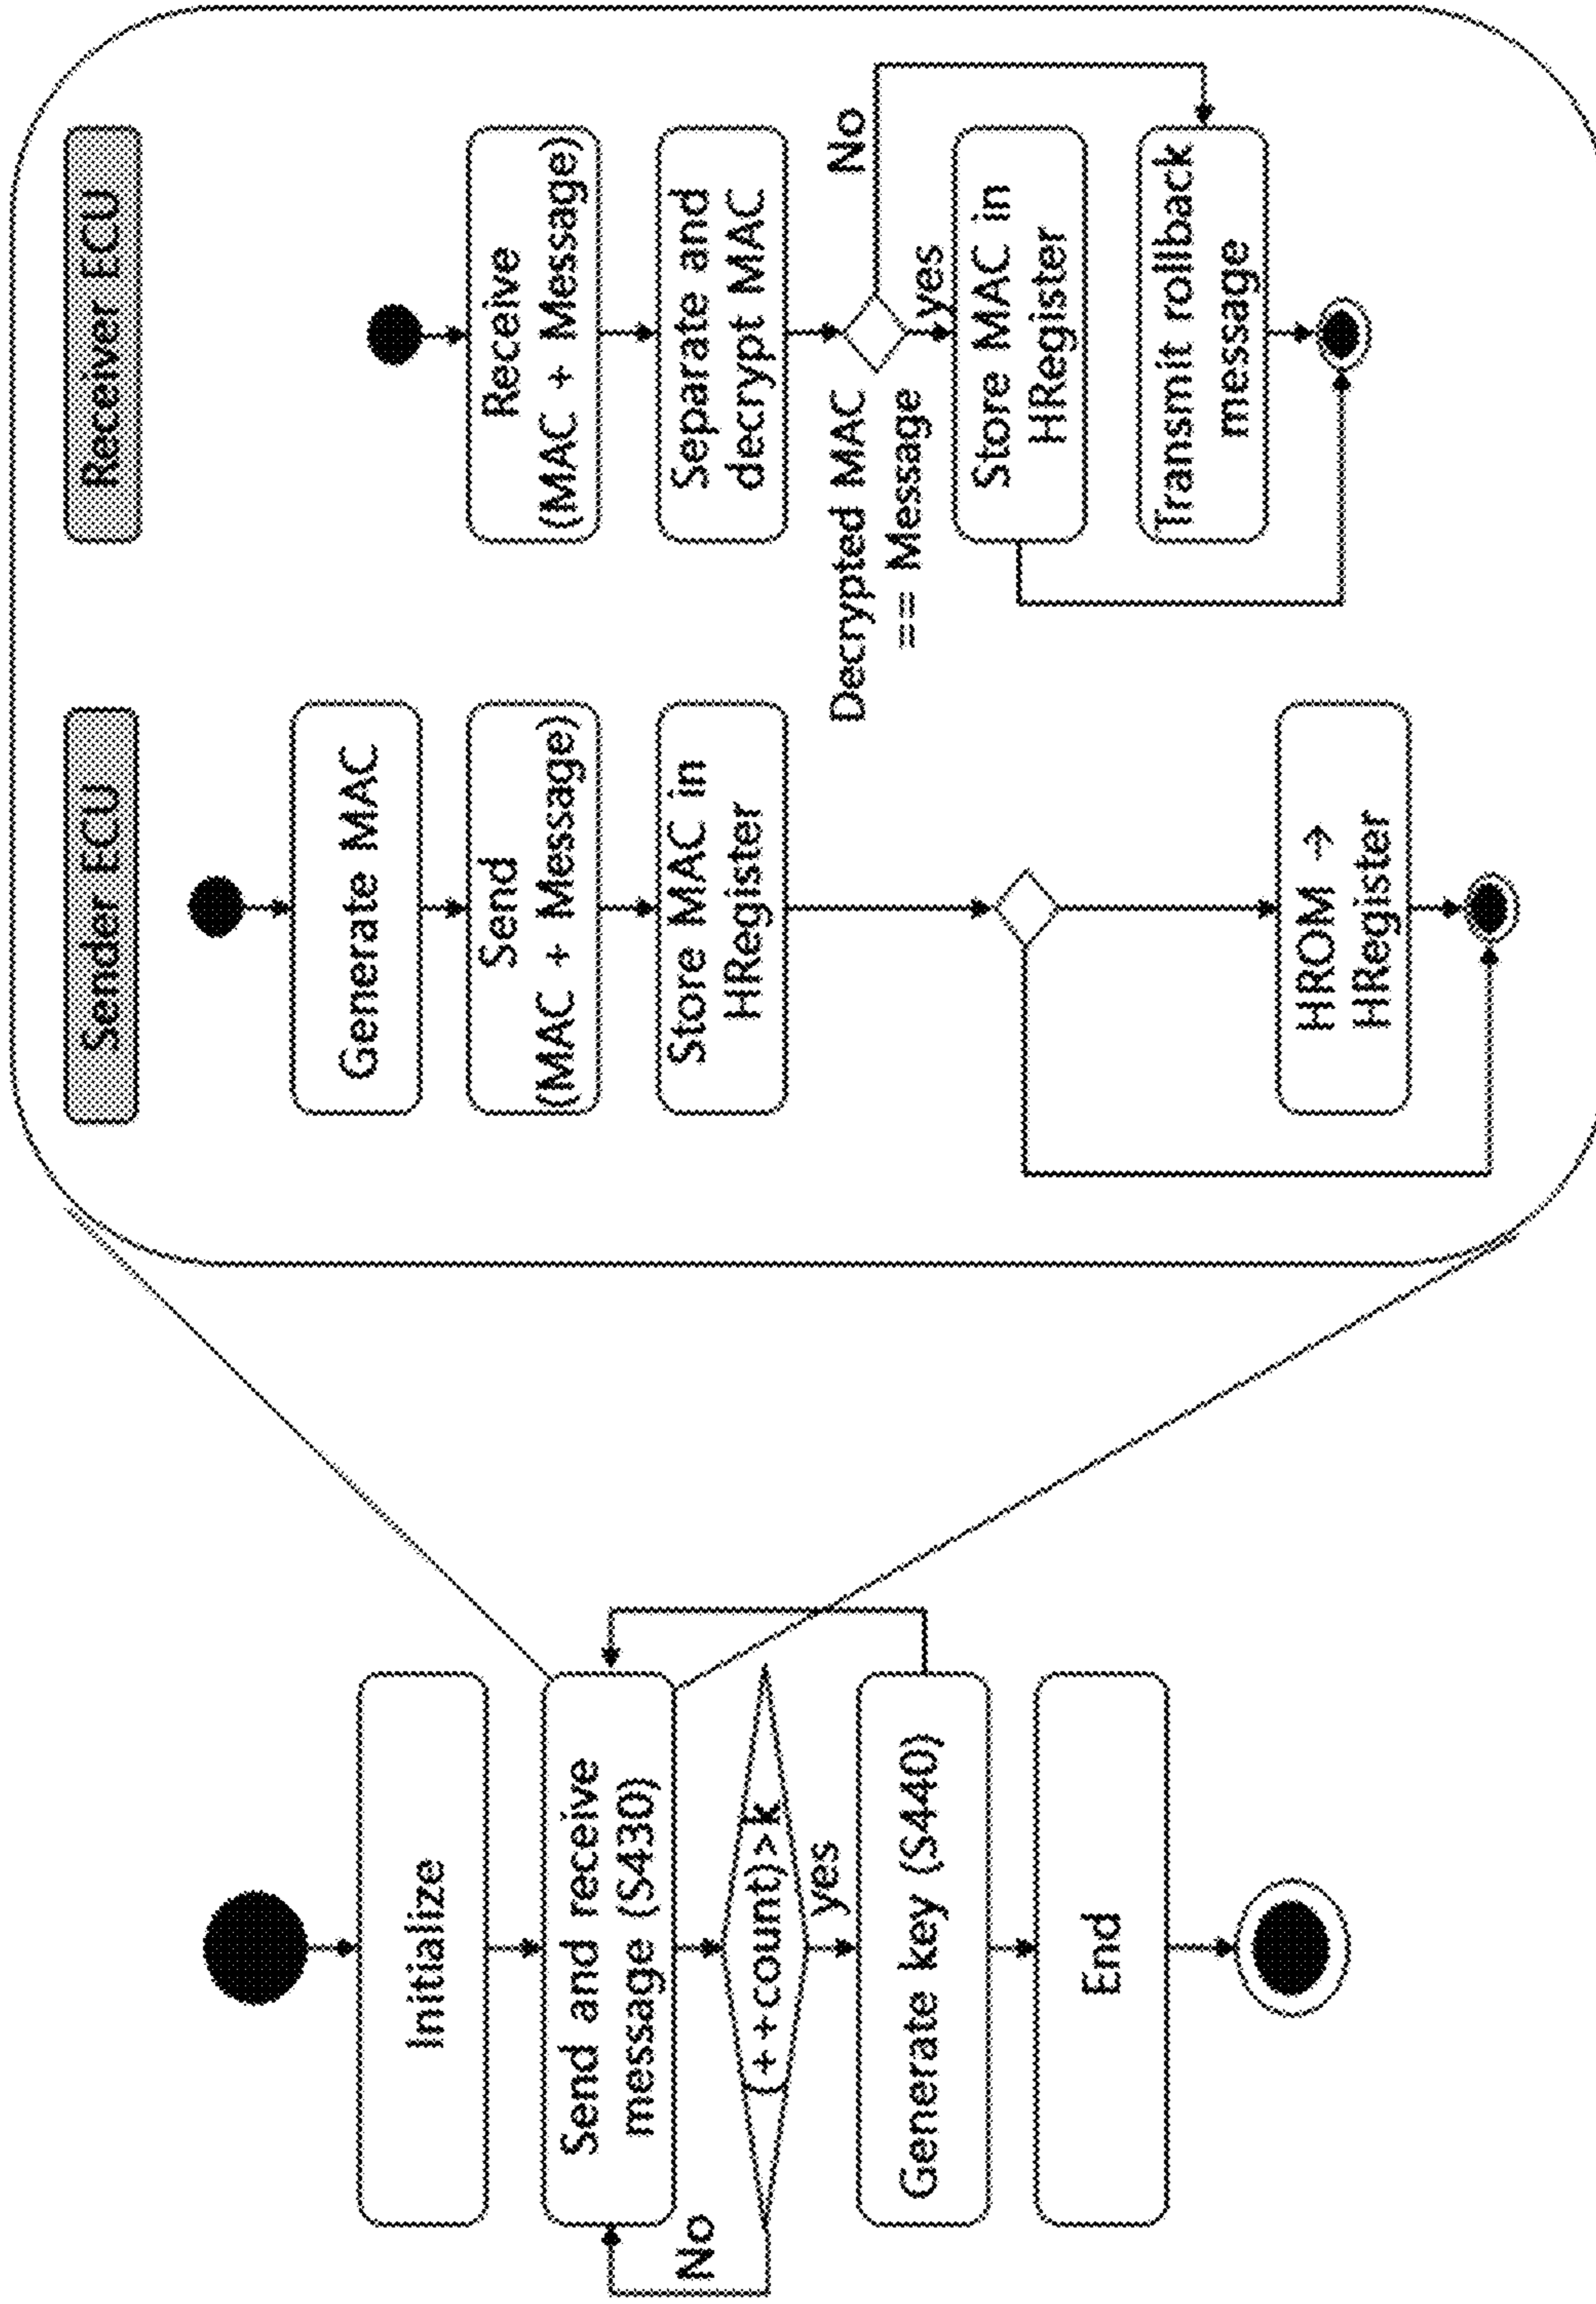 Initialize
Send and receive
message (S430)
No
(++count)>k
yes
Generate key (S440)
End
Sender ECU
Generate MAC
Send
(MAC + Message)
Store MAC in
HRegister
HROM →
HRegister
Receiver ECU
Receive
(MAC + Message)
Separate and
decrypt MAC
Decrypted MAC
== Message
No
yes
Store MAC in
HRegister
Transmit rollback
message